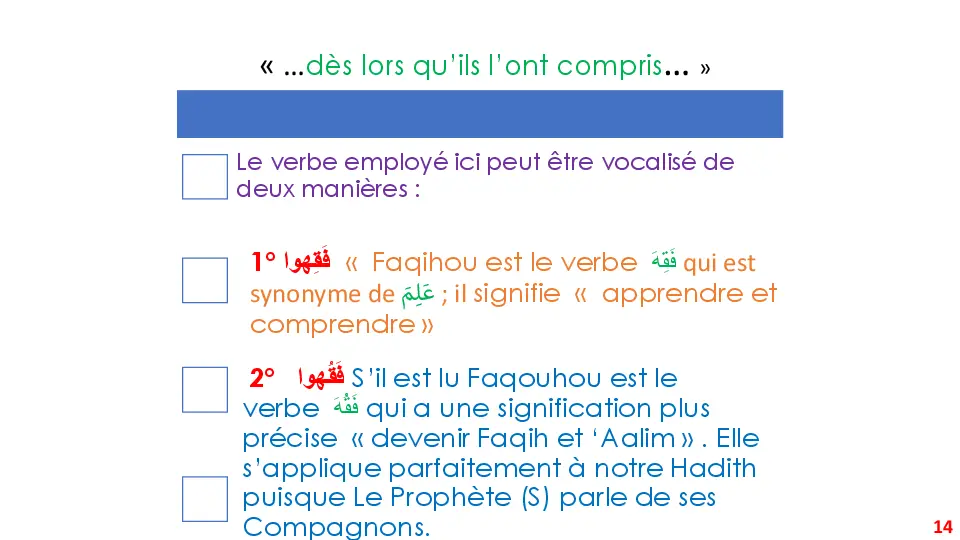 « ...dès lors qu’ils l’ont compris... »
Le verbe employé ici peut être vocalisé de
deux manières :
1° فَقِهوا « Faqihou est le verbe فَقِهَ qui est
synonyme de عَلِمَ ; il signifie « apprendre et
comprendre »
2° فَقُهوا S’il est lu Faqouhou est le
verbe فَقُهَ qui a une signification plus
précise « devenir Faqih et ‘Aalim » . Elle
s’applique parfaitement à notre Hadith
puisque Le Prophète (S) parle de ses
Compagnons.
14